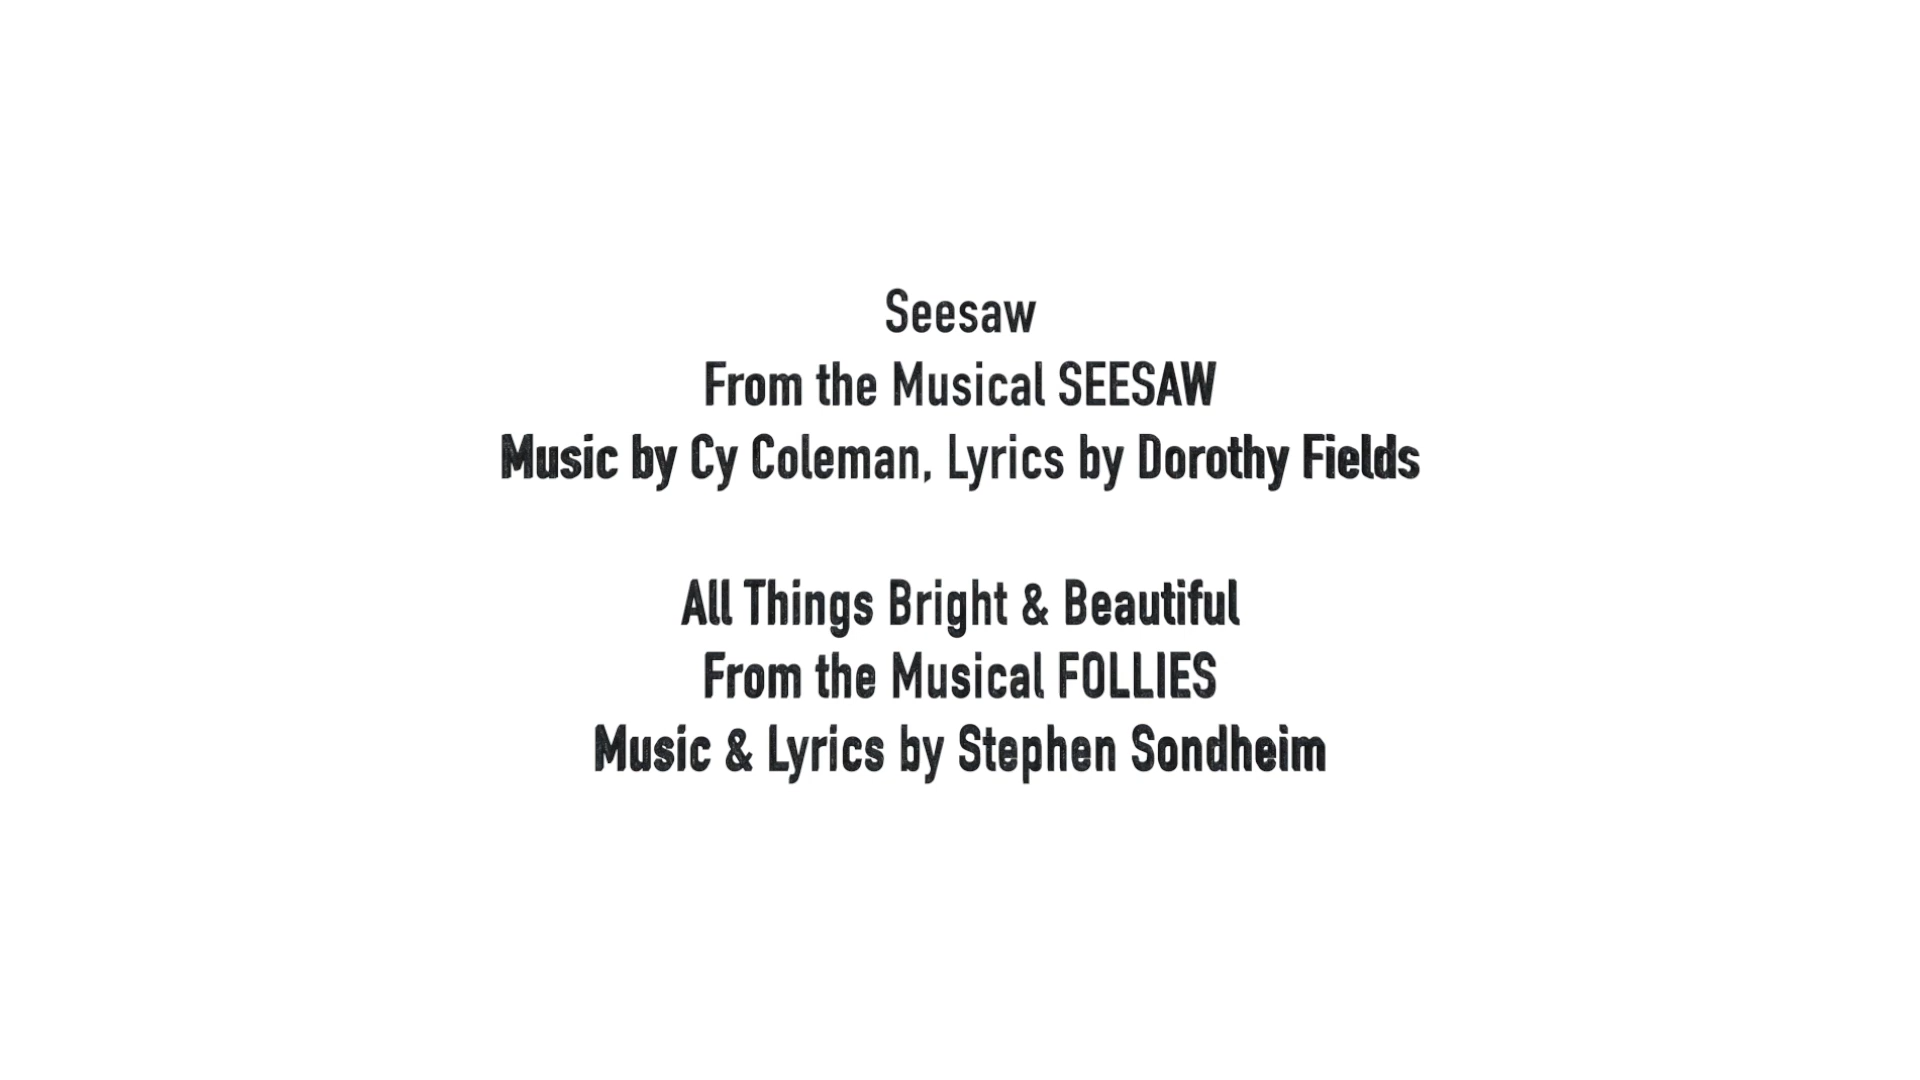 Seesaw
From the Musical SEESAW
Music by Cy Coleman, Lyrics by Dorothy Fields
All Things Bright & Beautiful
From the Musical FOLLIES
Music & Lyrics by Stephen Sondheim